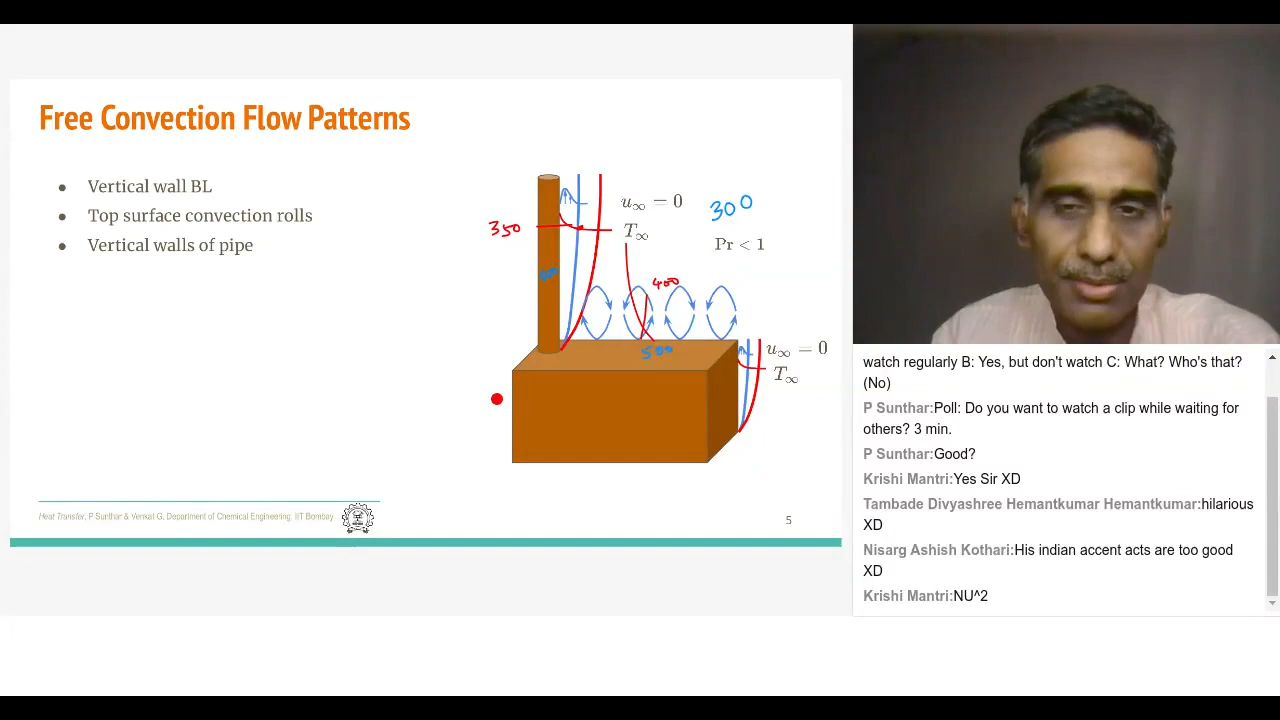 Free Convection Flow Patterns
● Vertical wall BL
● Top surface convection rolls
● Vertical walls of pipe
u∞ = 0
300
350
T∞
Pr < 1
400
500
u∞ = 0
T∞
Heat Transfer, P Sunthar & Venkat G, Department of Chemical Engineering, IIT Bombay
5
watch regularly B: Yes, but don't watch C: What? Who's that?
(No)
P Sunthar:Poll: Do you want to watch a clip while waiting for
others? 3 min.
P Sunthar:Good?
Krishi Mantri:Yes Sir XD
Tambade Divyashree Hemantkumar Hemantkumar:hilarious
XD
Nisarg Ashish Kothari:His indian accent acts are too good
XD
Krishi Mantri:NU^2